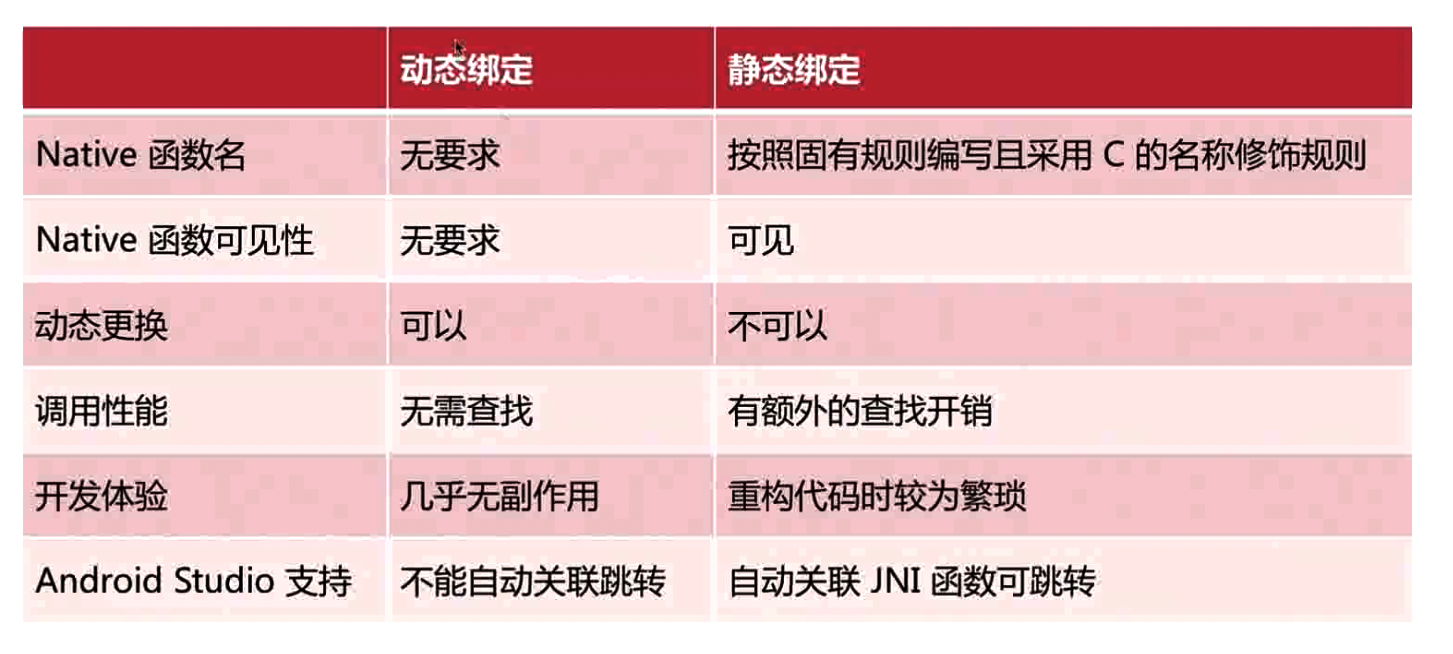 动态绑定 静态绑定
Native 函数名 无要求 按照固有规则编写且采用 C 的名称修饰规则
Native 函数可见性 无要求 可见
动态更换 可以 不可以
调用性能 无需查找 有额外的查找开销
开发体验 几乎无副作用 重构代码时较为繁琐
Android Studio 支持 不能自动关联跳转 自动关联 JNI 函数可跳转